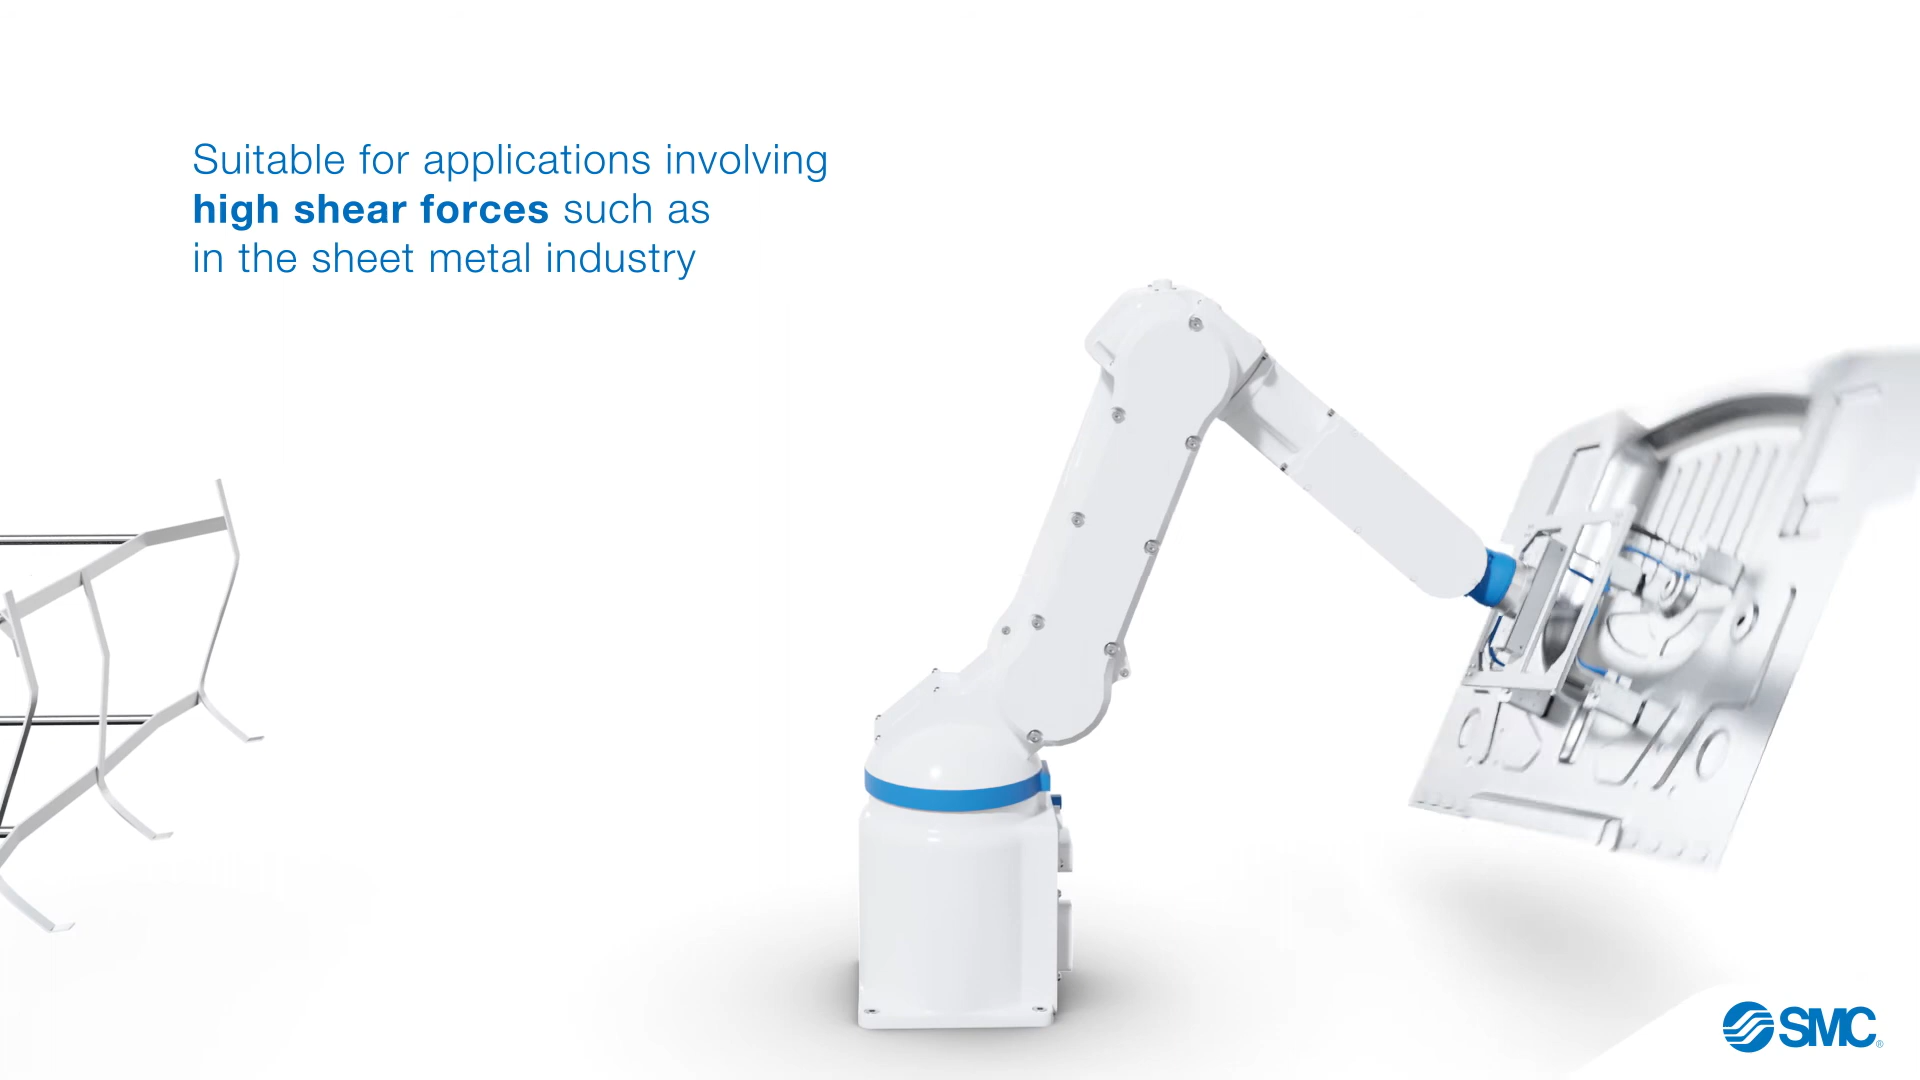 Suitable for applications involving
high shear forces such as
in the sheet metal industry
SMC®